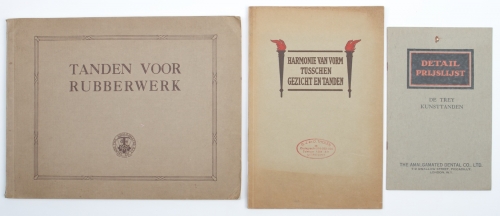 TANDEN VOOR
RUBBERWERK
HARMONIE VAN VORM
TUSSCHEN
GEZICHT EN TANDEN
DETAIL
PRIJSLIJST
DE TREY
KUNSTTANDEN
THE AMALGAMATED DENTAL CO., LTD.